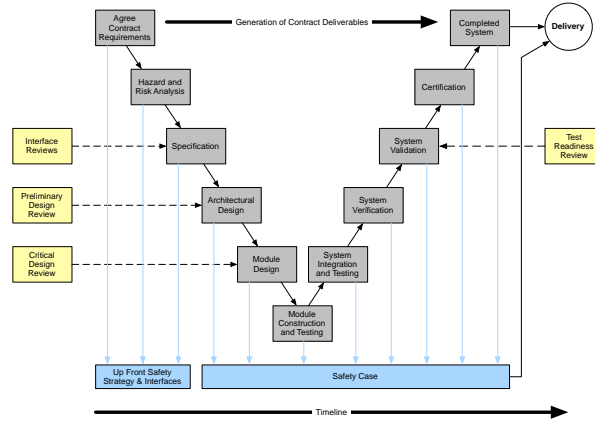 Agree
Contract
Requirements
Generation of Contract Deliverables
Completed
System
Delivery
Hazard and
Risk Analysis
Certification
Interface
Reviews
Specification
System
Validation
Test
Readiness
Review
Preliminary
Design
Review
Architectural
Design
System
Verification
Critical
Design
Review
Module
Design
System
Integration
and Testing
Module
Construction
and Testing
Up Front Safety
Strategy & Interfaces
Safety Case
Timeline